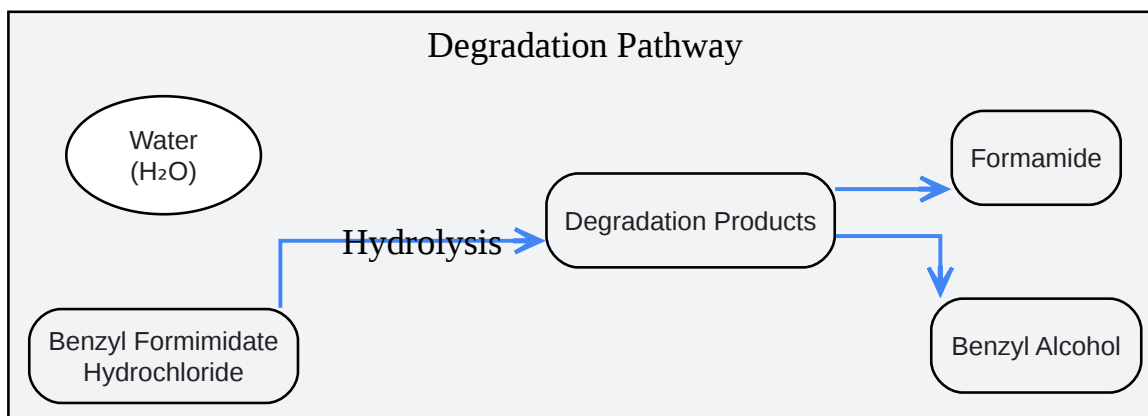 Degradation Pathway
Water
(H₂O)
Formamide
Degradation Products
Hydrolysis
Benzyl Formimidate
Hydrochloride
Benzyl Alcohol